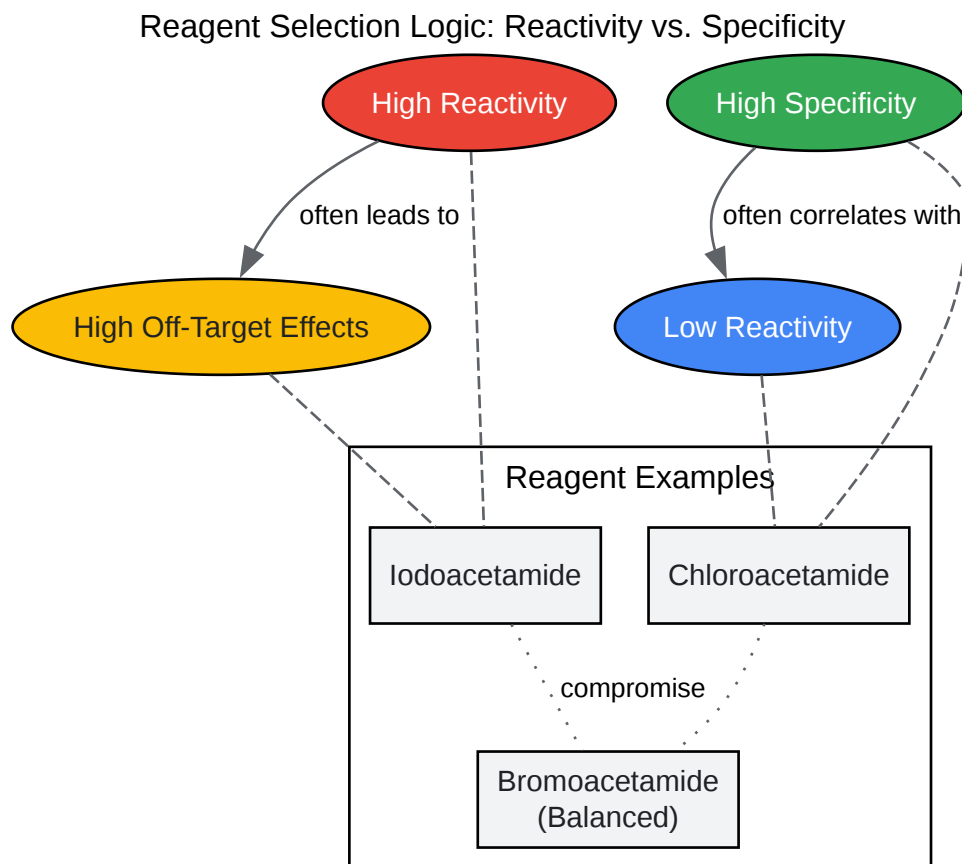 Reagent Selection Logic: Reactivity vs. Specificity
High Reactivity
High Specificity
often leads to
often correlates with
High Off-Target Effects
Low Reactivity
Reagent Examples
Iodoacetamide
Chloroacetamide
compromise
Bromoacetamide
(Balanced)